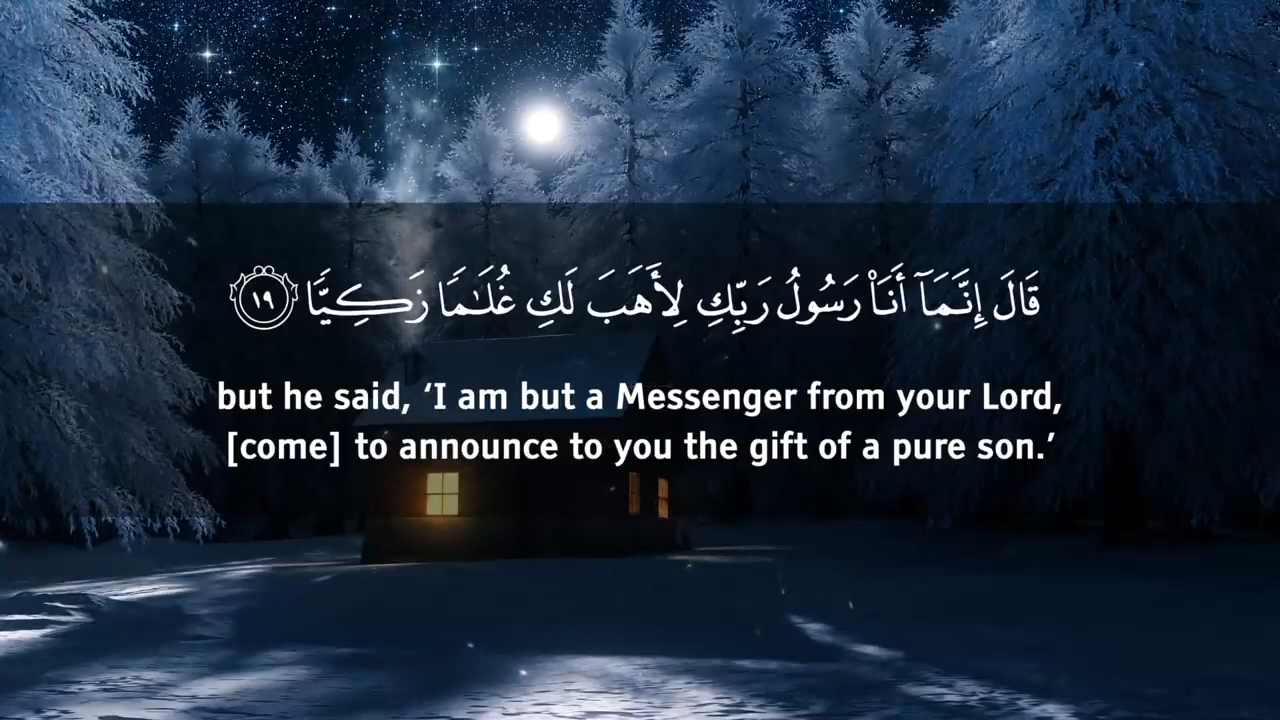 قَالَ إِنَّمَآ أَنَا۠ رَسُولُ رَبِّكِ لِأَهَبَ لَكِ غُلَـٰمًا زَكِيًّا ١٩
but he said, ‘I am but a Messenger from your Lord,
[come] to announce to you the gift of a pure son.’